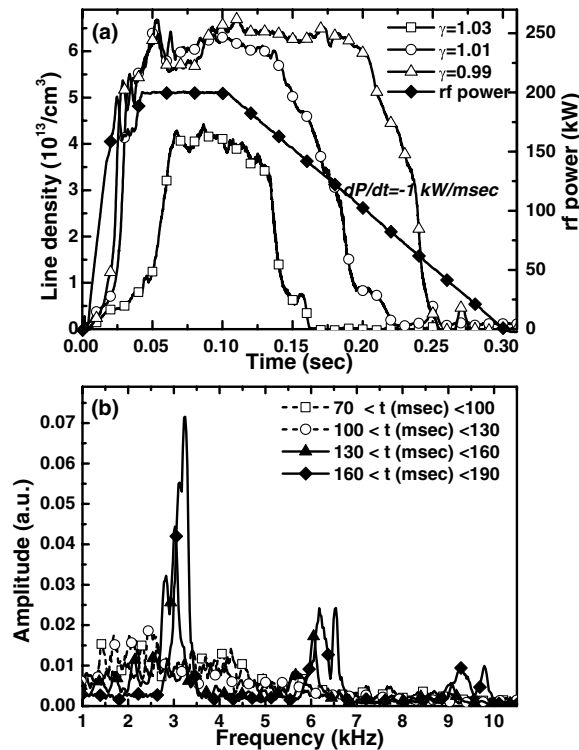 (a)
γ=1.03
γ=1.01
γ=0.99
rf power
dP/dt=-1 kW/msec
Line density (10^13/cm^3)
0 1 2 3 4 5 6
rf power (kW)
0 50 100 150 200 250
0.00 0.05 0.10 0.15 0.20 0.25 0.30
Time (sec)
(b)
70 < t (msec) <100
100 < t (msec) <130
130 < t (msec) <160
160 < t (msec) <190
Amplitude (a.u.)
0.00 0.01 0.02 0.03 0.04 0.05 0.06 0.07
1 2 3 4 5 6 7 8 9 10
Frequency (kHz)